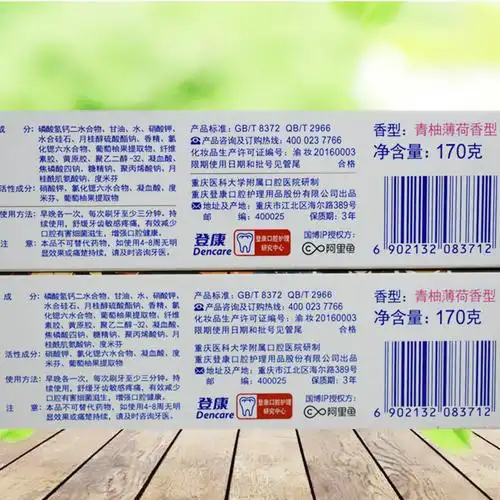 成 分：磷酸氢钙二水合物、甘油、水、硝酸钾、
水合硅石、月桂醇硫酸酯钠、香精、氯
化锶六水合物、葡萄柚果提取物、纤维
素胶、黄原胶、聚乙二醇-32、凝血酸、
焦磷酸四钠、糖精钠、聚丙烯酸钠、月
桂酰肌氨酸钠、度米芬
活性成分：硝酸钾、氯化锶六水合物、凝血酸、度
米芬、葡萄柚果提取物
使用方法：早晚各一次，每次刷牙至少三分钟。持
续使用，舒缓牙齿敏感疼痛，有效减少
口腔有害细菌滋生，增强口腔健康。
注 意：本品不可替代药物，如使用4-8周无明
显效果或痛楚持续，请及时咨询牙医。
产品标准：GB/T 8372 QB/T 2966
产品咨询及订购热线：400 023 7766
化妆品生产许可证编号：渝妆20160003
限期使用日期和批号见管尾 合格
重庆医科大学附属口腔医院研制
重庆登康口腔护理用品股份有限公司出品
地址及产地：重庆市江北区海尔路389号
邮 编：400025 保质期：3年
登康
Dencare
登康口腔护理
研究中心
国博IP授权方：
阿里鱼
香型：青柚薄荷香型
净含量：170克
6 902132 083712
成 分：磷酸氢钙二水合物、甘油、水、硝酸钾、
水合硅石、月桂醇硫酸酯钠、香精、氯
化锶六水合物、葡萄柚果提取物、纤维
素胶、黄原胶、聚乙二醇-32、凝血酸、
焦磷酸四钠、糖精钠、聚丙烯酸钠、月
桂酰肌氨酸钠、度米芬
活性成分：硝酸钾、氯化锶六水合物、凝血酸、度
米芬、葡萄柚果提取物
使用方法：早晚各一次，每次刷牙至少三分钟。持
续使用，舒缓牙齿敏感疼痛，有效减少
口腔有害细菌滋生，增强口腔健康。
注 意：本品不可替代药物，如使用4-8周无明
显效果或痛楚持续，请及时咨询牙医。
产品标准：GB/T 8372 QB/T 2966
产品咨询及订购热线：400 023 7766
化妆品生产许可证编号：渝妆20160003
限期使用日期和批号见管尾 合格
重庆医科大学附属口腔医院研制
重庆登康口腔护理用品股份有限公司出品
地址及产地：重庆市江北区海尔路389号
邮 编：400025 保质期：3年
登康
Dencare
登康口腔护理
研究中心
国博IP授权方：
阿里鱼
香型：青柚薄荷香型
净含量：170克
6 902132 083712